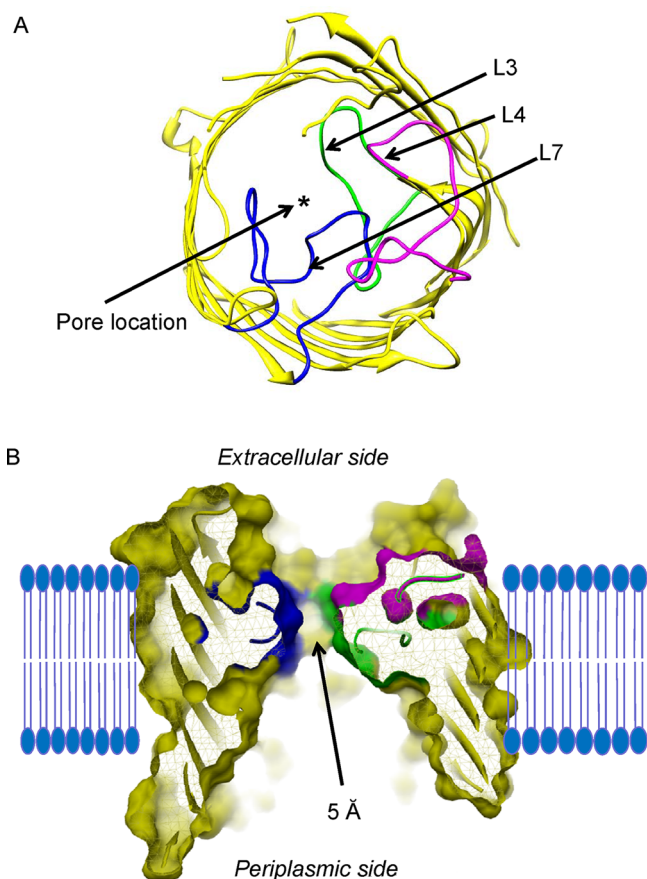 A
L3
L4
L7
*
Pore location
B
Extracellular side
5 Ă
Periplasmic side